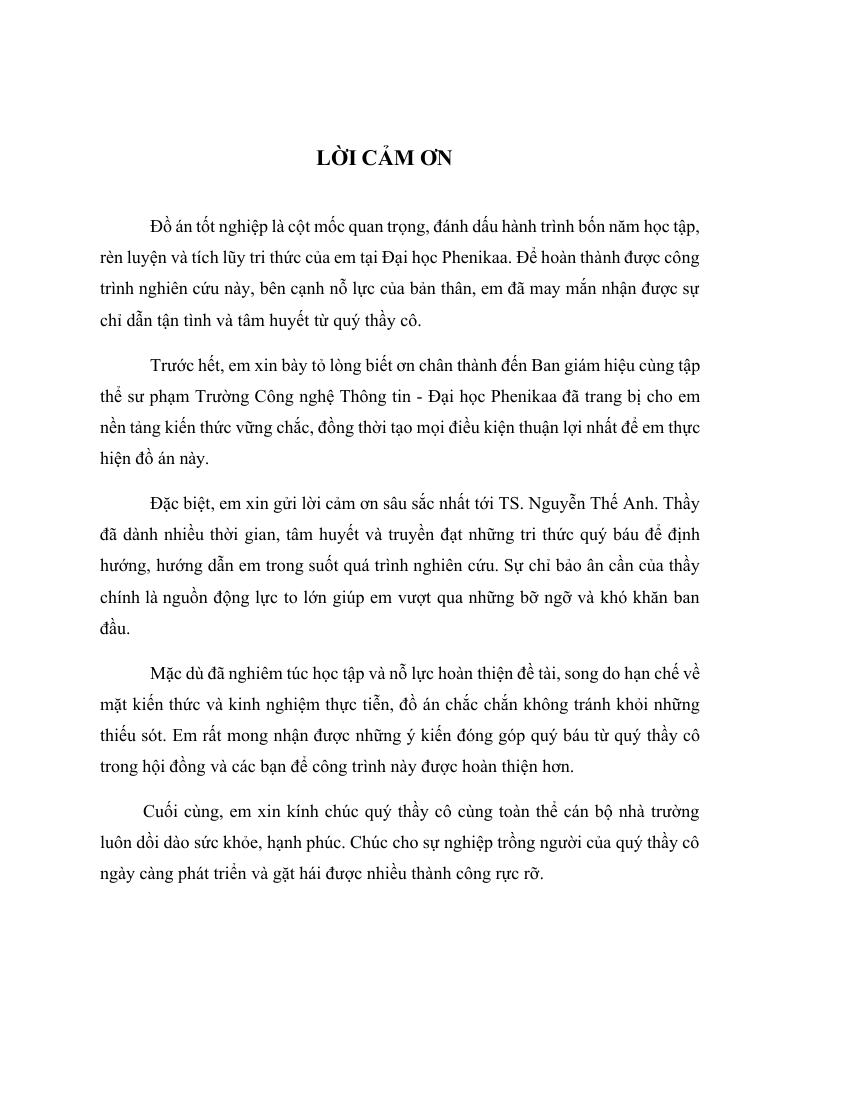 LỜI CẢM ƠN
Đồ án tốt nghiệp là cột mốc quan trọng, đánh dấu hành trình bốn năm học tập,
rèn luyện và tích lũy tri thức của em tại Đại học Phenikaa. Để hoàn thành được công
trình nghiên cứu này, bên cạnh nỗ lực của bản thân, em đã may mắn nhận được sự
chỉ dẫn tận tình và tâm huyết từ quý thầy cô.
Trước hết, em xin bày tỏ lòng biết ơn chân thành đến Ban giám hiệu cùng tập
thể sư phạm Trường Công nghệ Thông tin - Đại học Phenikaa đã trang bị cho em
nền tảng kiến thức vững chắc, đồng thời tạo mọi điều kiện thuận lợi nhất để em thực
hiện đồ án này.
Đặc biệt, em xin gửi lời cảm ơn sâu sắc nhất tới TS. Nguyễn Thế Anh. Thầy
đã dành nhiều thời gian, tâm huyết và truyền đạt những tri thức quý báu để định
hướng, hướng dẫn em trong suốt quá trình nghiên cứu. Sự chỉ bảo ân cần của thầy
chính là nguồn động lực to lớn giúp em vượt qua những bỡ ngỡ và khó khăn ban
đầu.
Mặc dù đã nghiêm túc học tập và nỗ lực hoàn thiện đề tài, song do hạn chế về
mặt kiến thức và kinh nghiệm thực tiễn, đồ án chắc chắn không tránh khỏi những
thiếu sót. Em rất mong nhận được những ý kiến đóng góp quý báu từ quý thầy cô
trong hội đồng và các bạn để công trình này được hoàn thiện hơn.
Cuối cùng, em xin kính chúc quý thầy cô cùng toàn thể cán bộ nhà trường
luôn dồi dào sức khỏe, hạnh phúc. Chúc cho sự nghiệp trồng người của quý thầy cô
ngày càng phát triển và gặt hái được nhiều thành công rực rỡ.